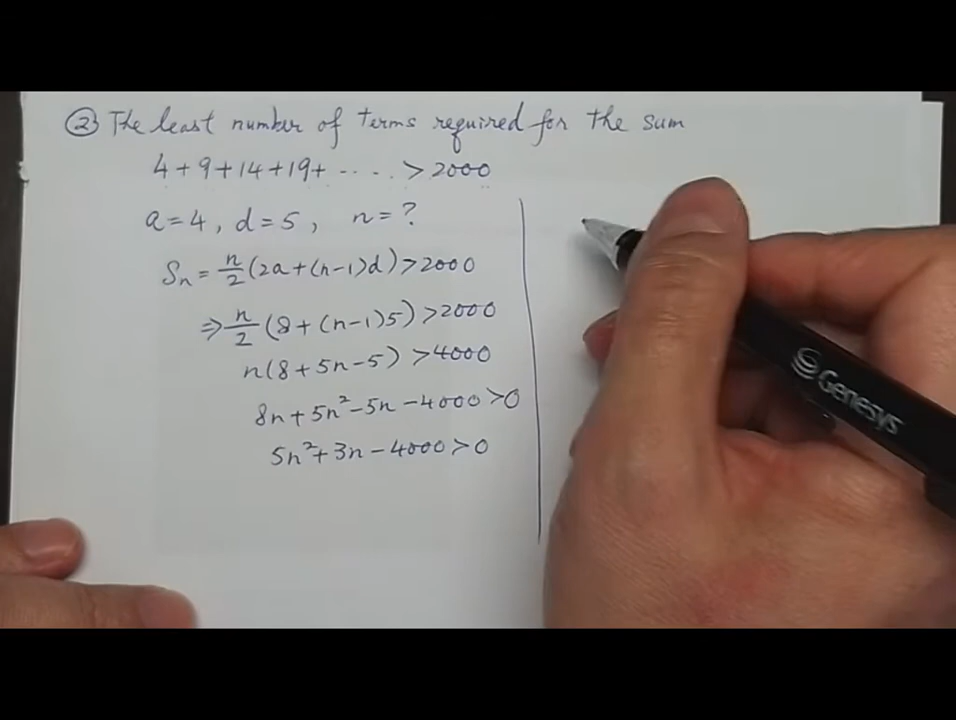 ② The least number of terms required for the sum
4+9+14+19+ ..... >2000
a=4, d=5, n=?
Sₙ = n/2 (2a+(n-1)d) >2000
⇒ n/2 (8+(n-1)5) >2000
n(8+5n-5) >4000
8n+5n²-5n-4000>0
5n²+3n-4000>0
Genesys